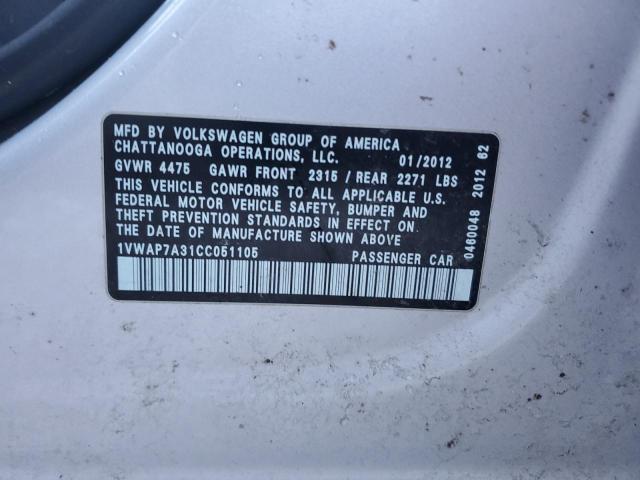 MFD BY VOLKSWAGEN GROUP OF AMERICA
CHATTANOOGA OPERATIONS, LLC. 01/2012
GVWR 4475 GAWR FRONT 2315 / REAR 2271 LBS
THIS VEHICLE CONFORMS TO ALL APPLICABLE U.S.
FEDERAL MOTOR VEHICLE SAFETY, BUMPER AND
THEFT PREVENTION STANDARDS IN EFFECT ON
THE DATE OF MANUFACTURE SHOWN ABOVE
1VWAP7A31CC051105 PASSENGER CAR
0460048 2012 62